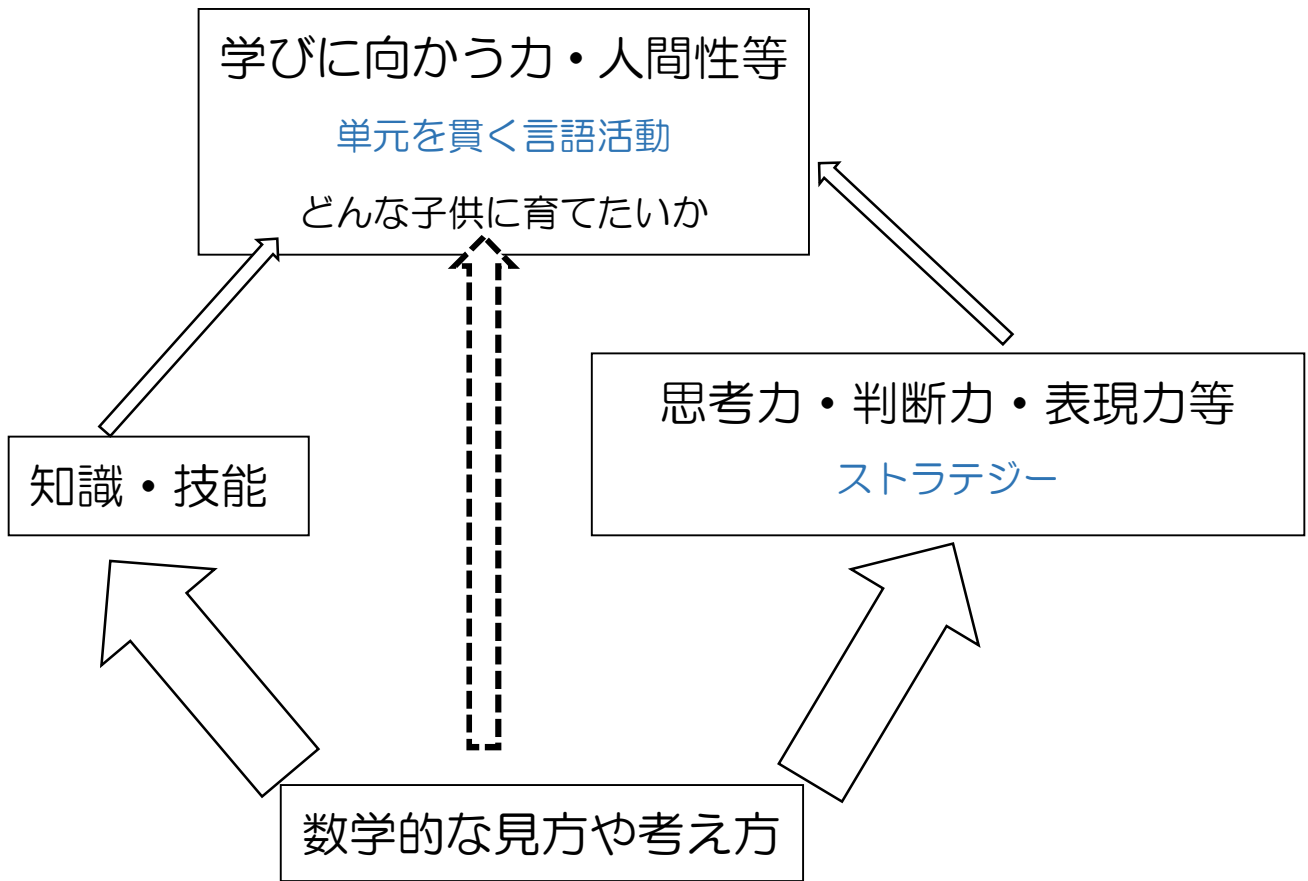 学びに向かう力・人間性等
単元を貫く言語活動
どんな子供に育てたいか
思考力・判断力・表現力等
ストラテジー
知識・技能
数学的な見方や考え方